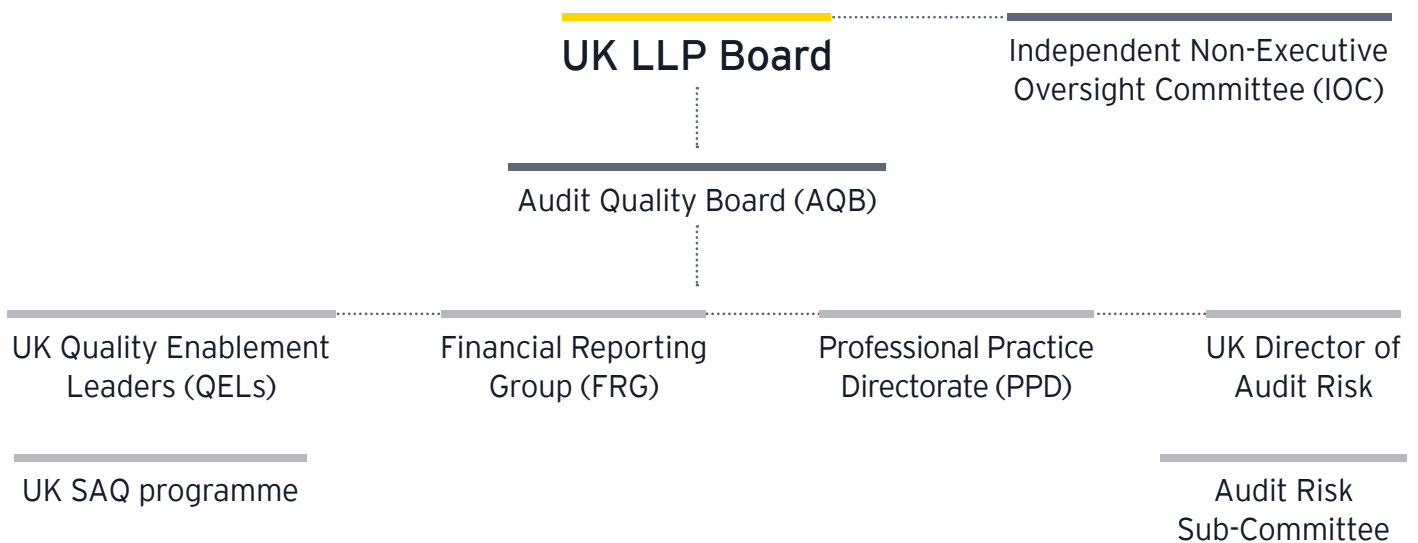 UK LLP Board
Independent Non-Executive
Oversight Committee (IOC)
Audit Quality Board (AQB)
UK Quality Enablement
Leaders (QELs)
Financial Reporting
Group (FRG)
Professional Practice
Directorate (PPD)
UK Director of
Audit Risk
UK SAQ programme
Audit Risk
Sub-Committee